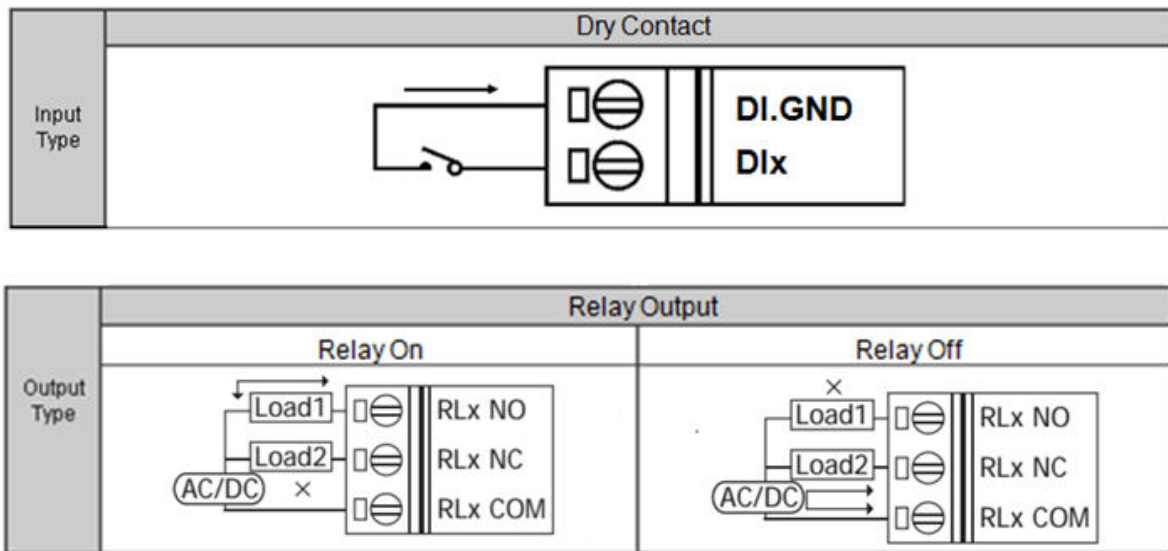 Dry Contact
Input
Type
DI.GND
DIx
Relay Output
Relay On
Relay Off
Output
Type
Load1
RLx NO
Load2
RLx NC
AC/DC
×
RLx COM
×
Load1
RLx NO
Load2
RLx NC
AC/DC
RLx COM